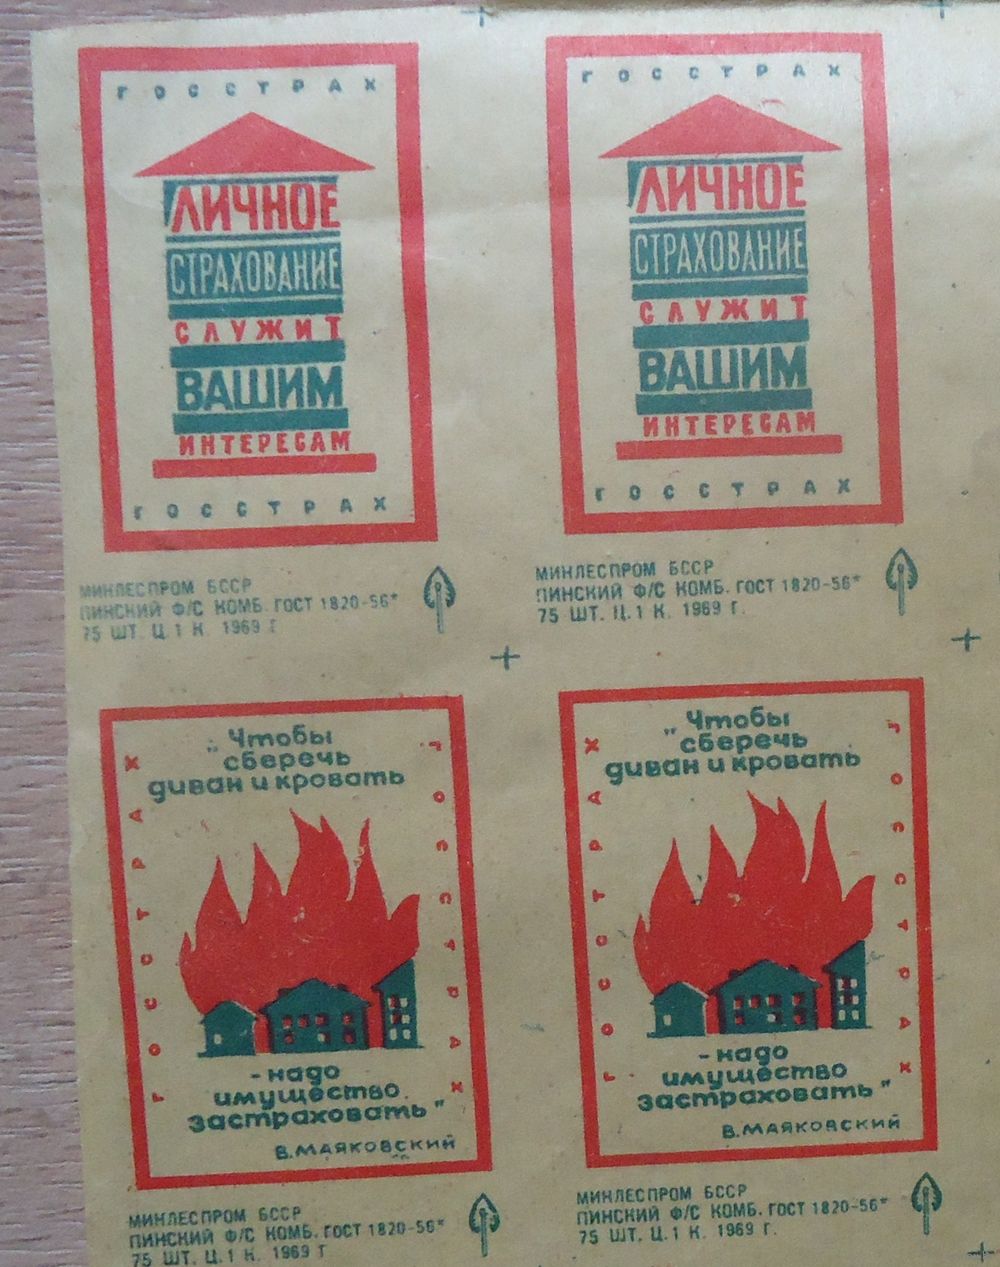 ГОССТРАХ
ЛИЧНОЕ
СТРАХОВАНИЕ
СЛУЖИТ
ВАШИМ
ИНТЕРЕСАМ
ГОССТРАХ
МИНЛЕСПРОМ БССР
ПИНСКИЙ Ф/С КОМБ. ГОСТ 1820-56*
75 ШТ. Ц. 1 К. 1969 Г
ГОССТРАХ
ЛИЧНОЕ
СТРАХОВАНИЕ
СЛУЖИТ
ВАШИМ
ИНТЕРЕСАМ
ГОССТРАХ
МИНЛЕСПРОМ БССР
ПИНСКИЙ Ф/С КОМБ. ГОСТ 1820-56*
75 ШТ. Ц. 1 К. 1969 Г.
ГОССТРАХ
„Чтобы
сберечь
диван и кровать
ГОССТРАХ
-надо
имущество
застраховать"
В.МАЯКОВСКИЙ
МИНЛЕСПРОМ БССР
ПИНСКИЙ Ф/С КОМБ. ГОСТ 1820-56*
75 ШТ. Ц. 1 К. 1969 Г
ГОССТРАХ
"Чтобы
сберечь
диван и кровать
ГОССТРАХ
-надо
имущество
застраховать"
В.МАЯКОВСКИЙ
МИНЛЕСПРОМ БССР
ПИНСКИЙ Ф/С КОМБ. ГОСТ 1820-56*
75 ШТ. Ц. 1 К. 1969 Г.